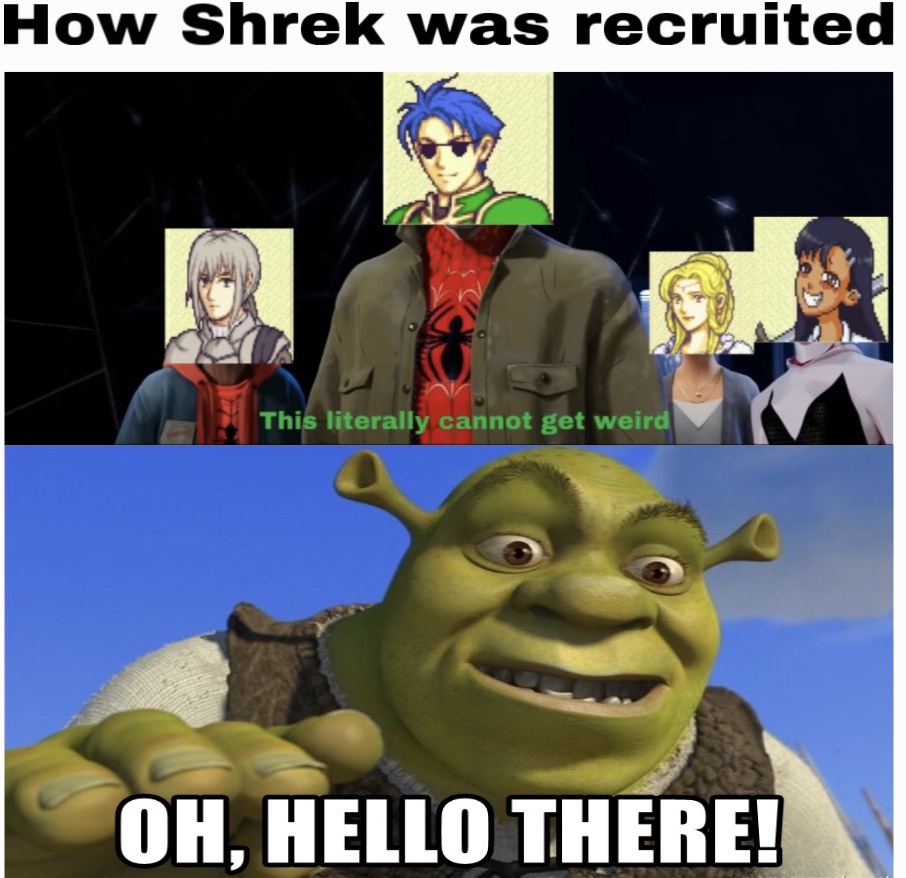 How Shrek was recruited
This literally cannot get weird
OH, HELLO THERE!